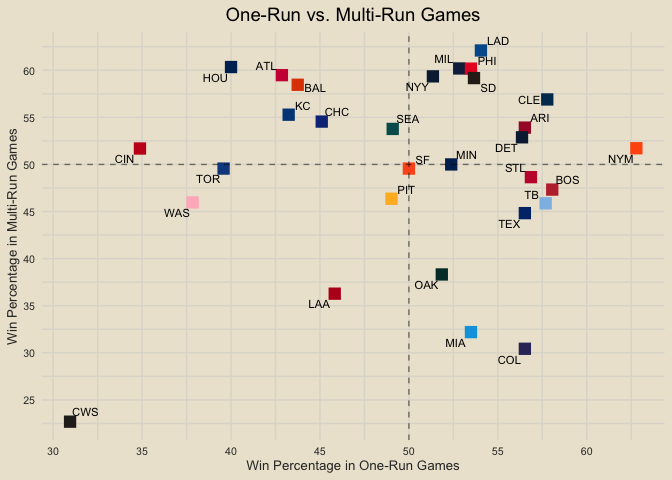 One-Run vs. Multi-Run Games
Win Percentage in Multi-Run Games
60
55
50
45
40
35
30
25
LAD
MIL
PHI
ATL
HOU
BAL
NYY
SD
CLE
KC
CHC
SEA
ARI
DET
CIN
SF
MIN
NYM
TOR
STL
BOS
PIT
TB
WAS
TEX
OAK
LAA
MIA
COL
CWS
30
35
40
45
50
55
60
Win Percentage in One-Run Games